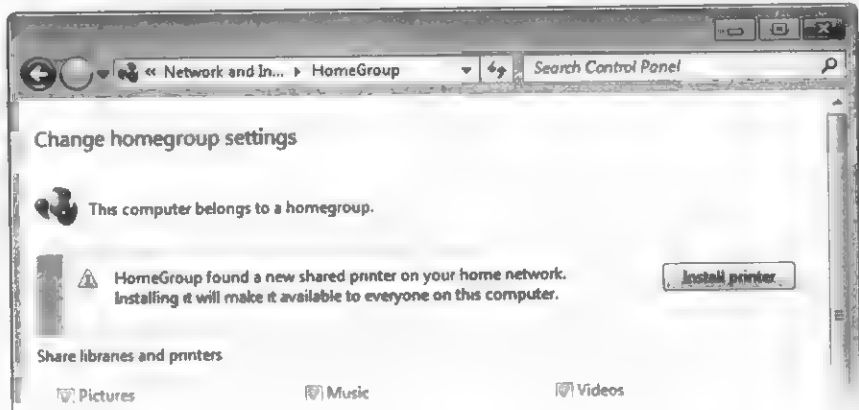 « Network and In... ▸ HomeGroup
Search Control Panel
Change homegroup settings
This computer belongs to a homegroup.
HomeGroup found a new shared printer on your home network.
Installing it will make it available to everyone on this computer.
Install printer
Share libraries and printers
Pictures
Music
Videos